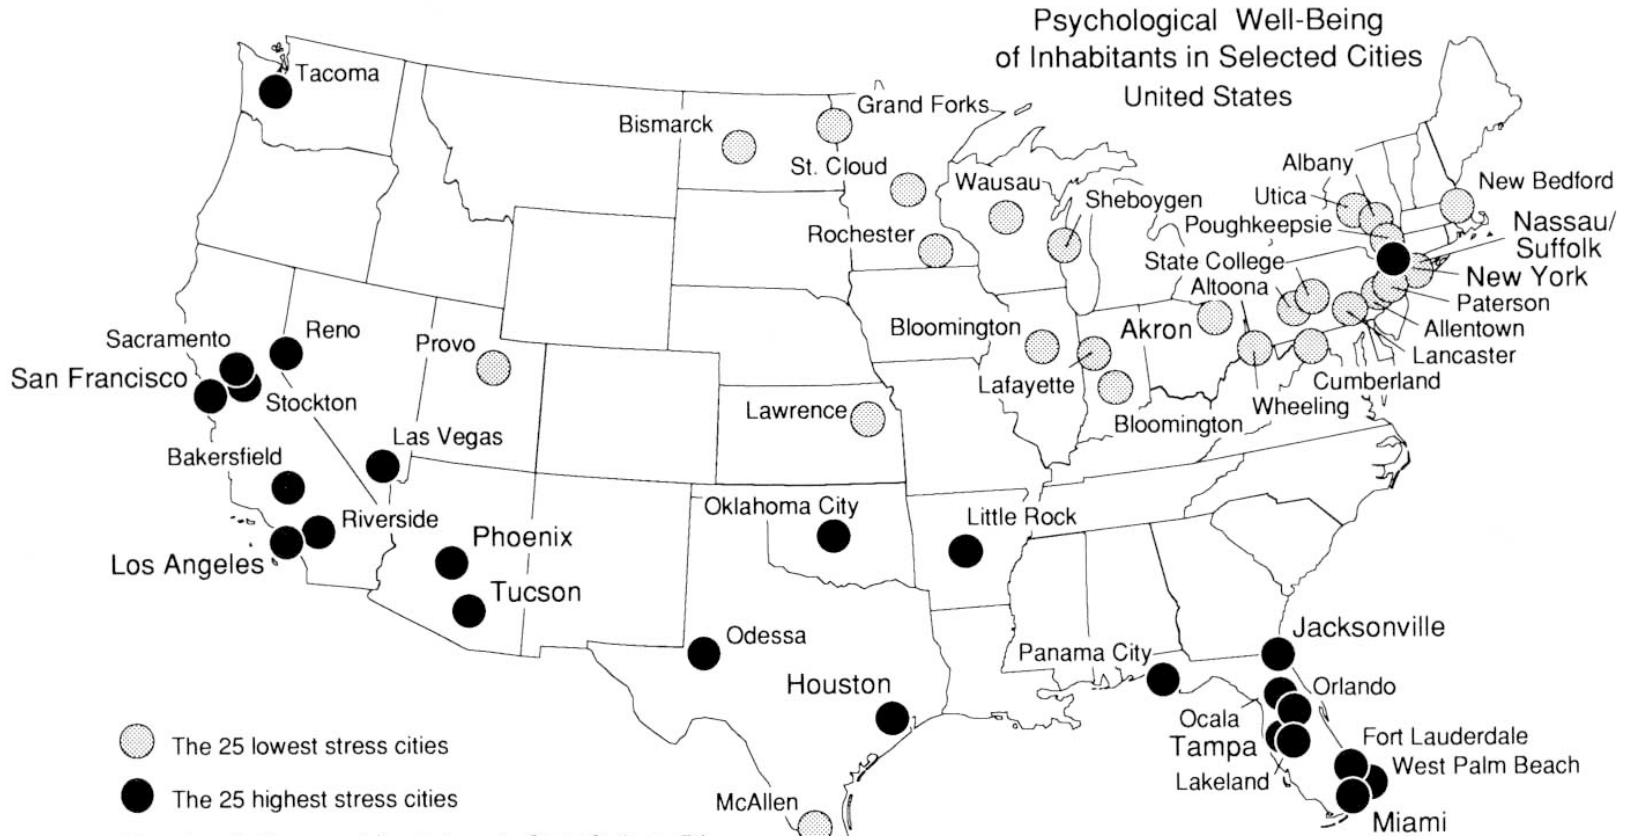 Psychological Well-Being
of Inhabitants in Selected Cities
United States
Tacoma
Bismarck
Grand Forks
St. Cloud
Wausau
Sheboygen
Rochester
Albany
Utica
New Bedford
Poughkeepsie
Nassau/
Suffolk
State College
New York
Altoona
Paterson
Akron
Allentown
Lancaster
Cumberland
Wheeling
Bloomington
Lafayette
Bloomington
Sacramento
Reno
Provo
San Francisco
Stockton
Lawrence
Las Vegas
Bakersfield
Riverside
Los Angeles
Phoenix
Tucson
Oklahoma City
Little Rock
Odessa
Houston
Panama City
Jacksonville
Orlando
Ocala
Tampa
Lakeland
Fort Lauderdale
West Palm Beach
Miami
McAllen
The 25 lowest stress cities
The 25 highest stress cities